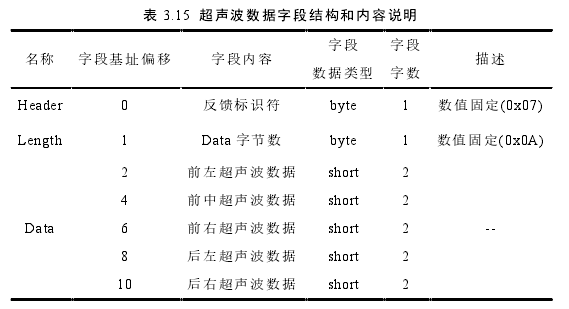 表 3.15 超声波数据字段结构和内容说明
名称 字段基址偏移 字段内容 字段数据类型 字段字数 描述
Header 0 反馈标识符 byte 1 数值固定(0x07)
Length 1 Data 字节数 byte 1 数值固定(0x0A)
2 前左超声波数据 short 2
4 前中超声波数据 short 2
Data 6 前右超声波数据 short 2 --
8 后左超声波数据 short 2
10 后右超声波数据 short 2